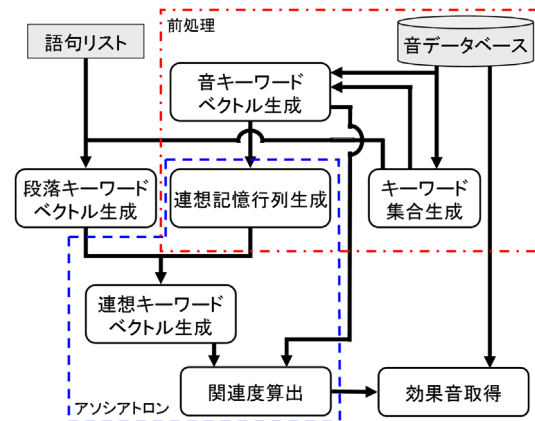 語句リスト
前処理
音データベース
音キーワード
ベクトル生成
段落キーワード
ベクトル生成
連想記憶行列生成
キーワード
集合生成
連想キーワード
ベクトル生成
アソシアトロン
関連度算出
効果音取得